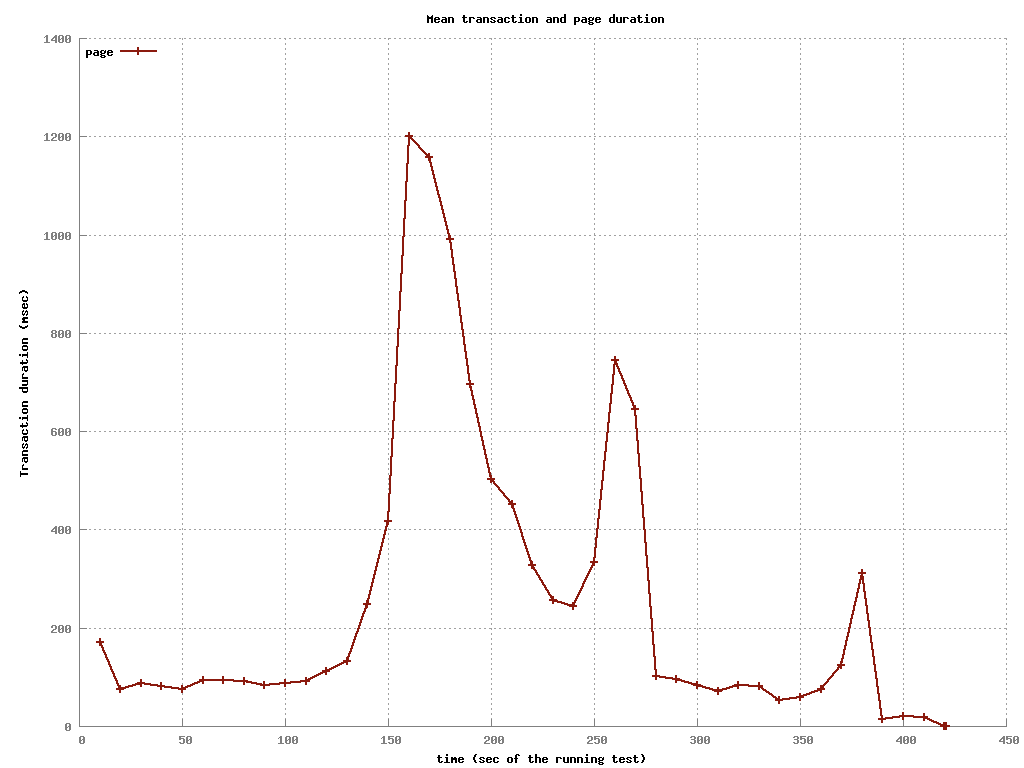 Mean transaction and page duration
page
1400
1200
1000
800
600
400
200
0
Transaction duration (msec)
0 50 100 150 200 250 300 350 400 450
time (sec of the running test)